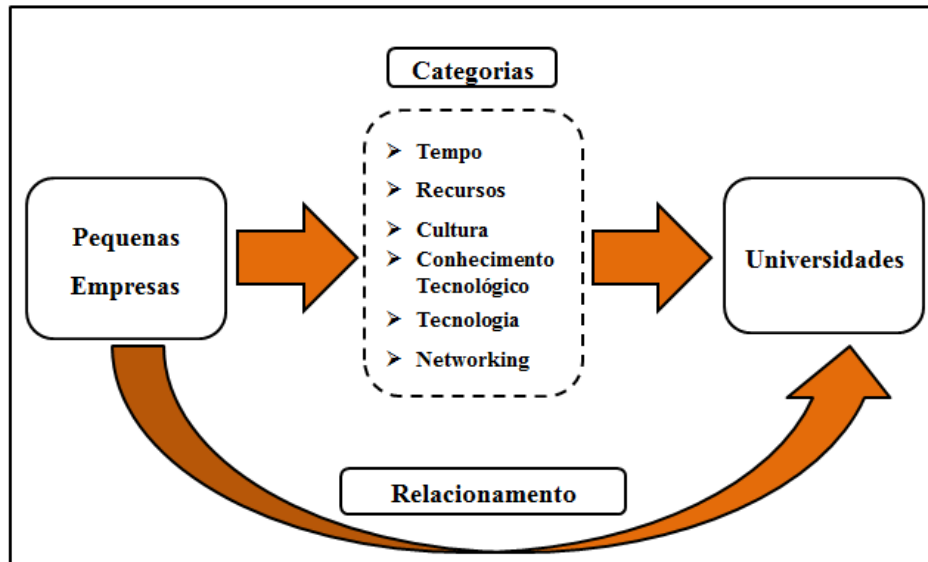 Categorias
Pequenas
Empresas
➤ Tempo
➤ Recursos
➤ Cultura
➤ Conhecimento
Tecnológico
➤ Tecnologia
➤ Networking
Universidades
Relacionamento